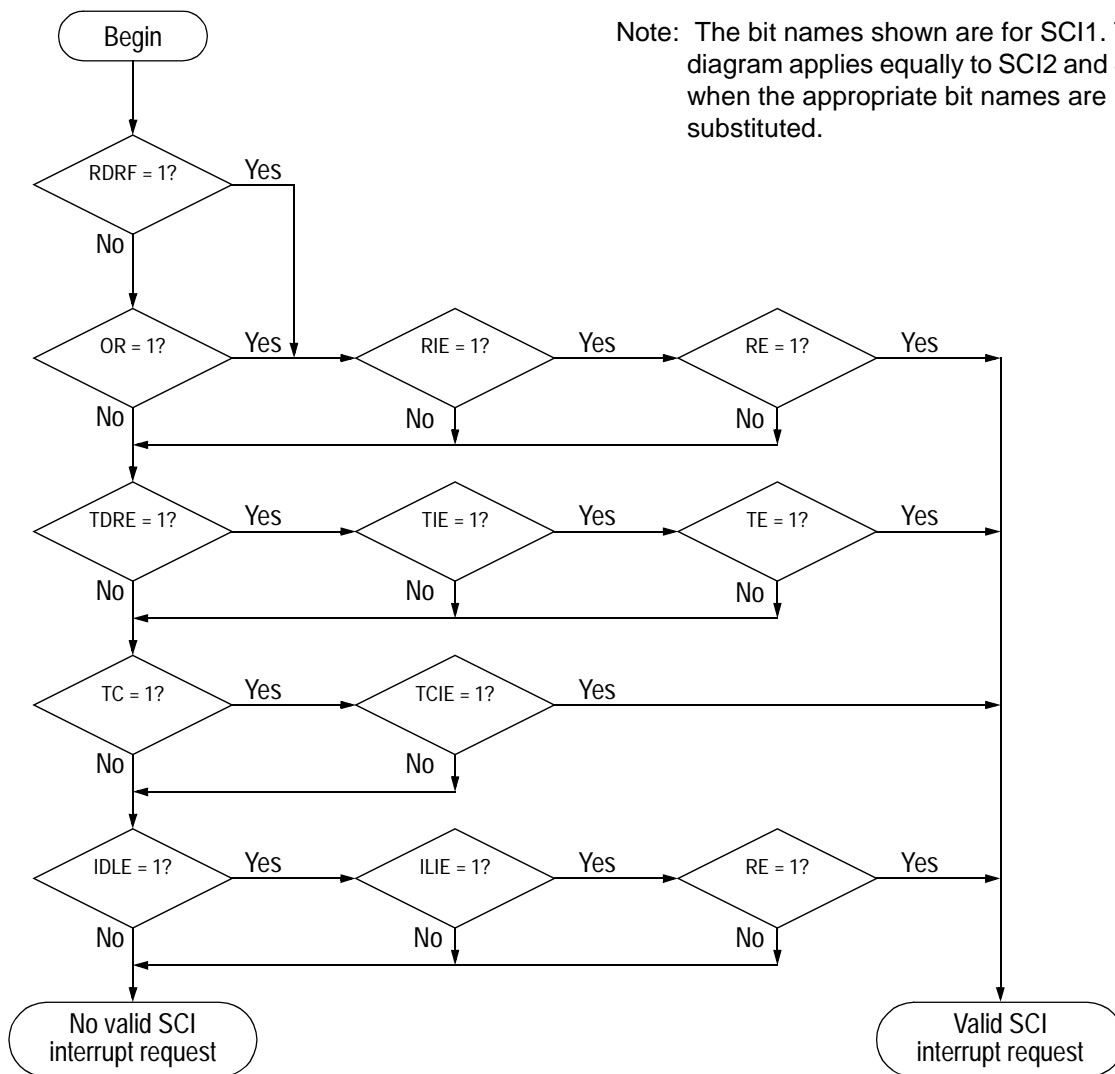 Begin
Note: The bit names shown are for SCI1.
diagram applies equally to SCI2 and
when the appropriate bit names are
substituted.
RDRF = 1?
Yes
No
OR = 1?
Yes
RIE = 1?
Yes
RE = 1?
Yes
No
No
No
TDRE = 1?
Yes
TIE = 1?
Yes
TE = 1?
Yes
No
No
No
TC = 1?
Yes
TCIE = 1?
Yes
No
No
IDLE = 1?
Yes
ILIE = 1?
Yes
RE = 1?
Yes
No
No
No
No valid SCI
interrupt request
Valid SCI
interrupt request